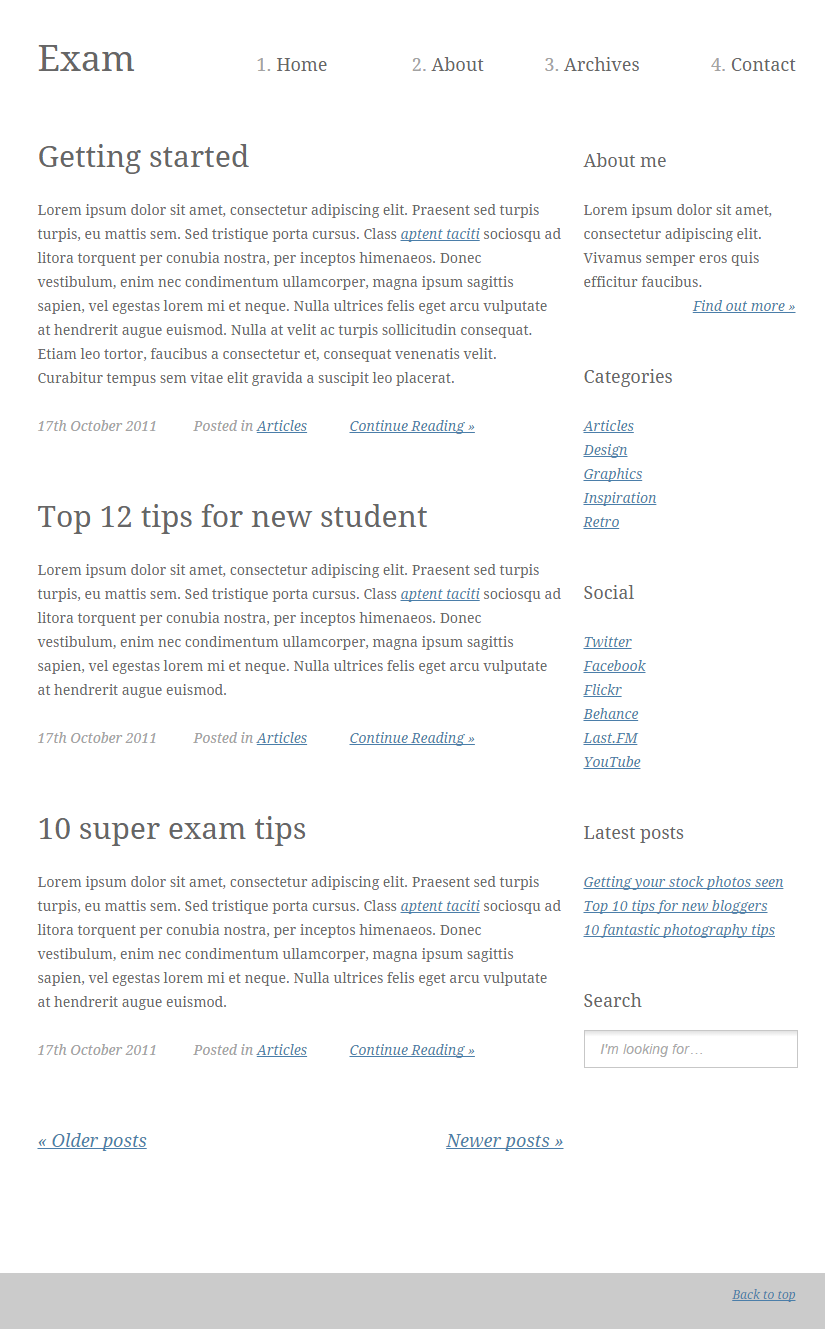 Exam
1. Home
2. About
3. Archives
4. Contact
Getting started
Lorem ipsum dolor sit amet, consectetur adipiscing elit. Praesent sed turpis
turpis, eu mattis sem. Sed tristique porta cursus. Class aptent taciti sociosqu ad
litora torquent per conubia nostra, per inceptos himenaeos. Donec
vestibulum, enim nec condimentum ullamcorper, magna ipsum sagittis
sapien, vel egestas lorem mi et neque. Nulla ultrices felis eget arcu vulputate
at hendrerit augue euismod. Nulla at velit ac turpis sollicitudin consequat.
Etiam leo tortor, faucibus a consectetur et, consequat venenatis velit.
Curabitur tempus sem vitae elit gravida a suscipit leo placerat.
17th October 2011 Posted in Articles Continue Reading »
Top 12 tips for new student
Lorem ipsum dolor sit amet, consectetur adipiscing elit. Praesent sed turpis
turpis, eu mattis sem. Sed tristique porta cursus. Class aptent taciti sociosqu ad
litora torquent per conubia nostra, per inceptos himenaeos. Donec
vestibulum, enim nec condimentum ullamcorper, magna ipsum sagittis
sapien, vel egestas lorem mi et neque. Nulla ultrices felis eget arcu vulputate
at hendrerit augue euismod.
17th October 2011 Posted in Articles Continue Reading »
10 super exam tips
Lorem ipsum dolor sit amet, consectetur adipiscing elit. Praesent sed turpis
turpis, eu mattis sem. Sed tristique porta cursus. Class aptent taciti sociosqu ad
litora torquent per conubia nostra, per inceptos himenaeos. Donec
vestibulum, enim nec condimentum ullamcorper, magna ipsum sagittis
sapien, vel egestas lorem mi et neque. Nulla ultrices felis eget arcu vulputate
at hendrerit augue euismod.
17th October 2011 Posted in Articles Continue Reading »
« Older posts
Newer posts »
About me
Lorem ipsum dolor sit amet,
consectetur adipiscing elit.
Vivamus semper eros quis
efficitur faucibus.
Find out more »
Categories
Articles
Design
Graphics
Inspiration
Retro
Social
Twitter
Facebook
Flickr
Behance
Last.FM
YouTube
Latest posts
Getting your stock photos seen
Top 10 tips for new bloggers
10 fantastic photography tips
Search
I'm looking for…
Back to top